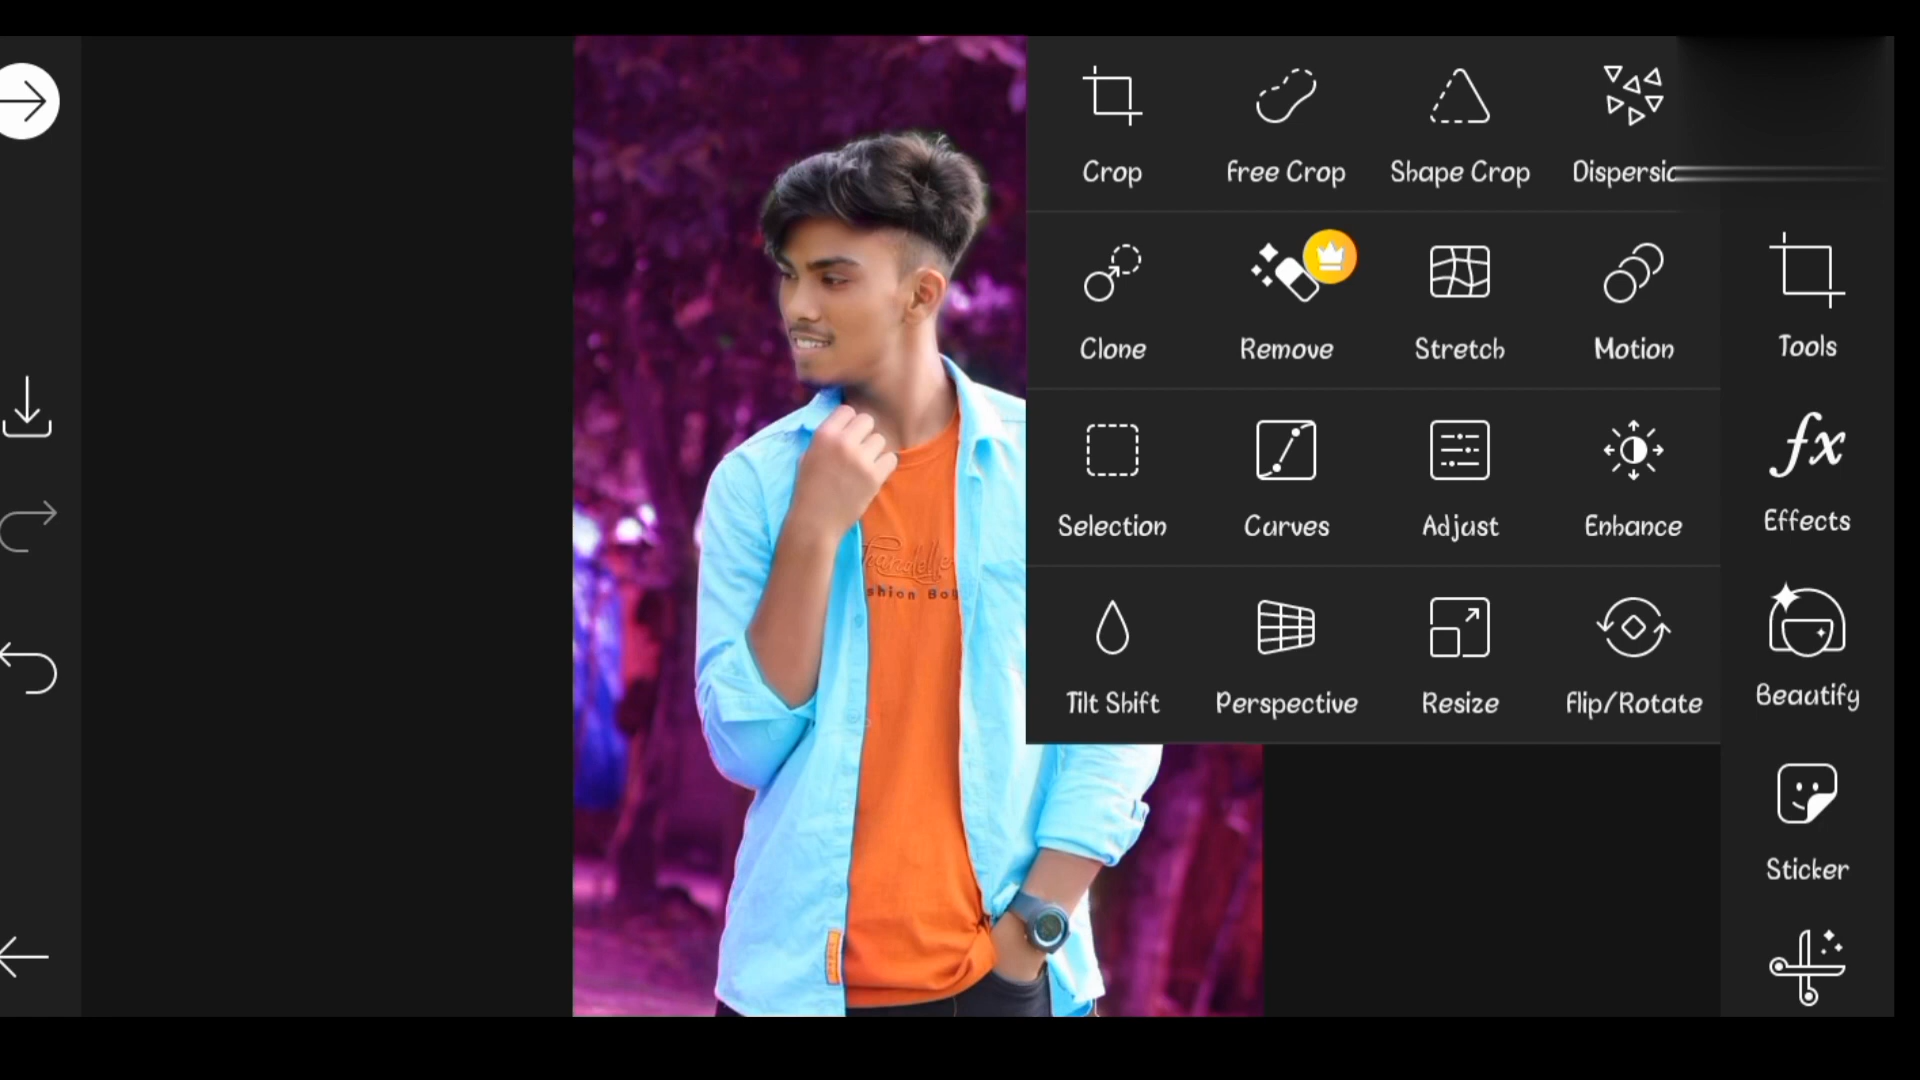 Crop
Free Crop
Shape Crop
Clone
Remove
Stretch
Motion
Tools
Selection
Curves
Adjust
Enhance
Effects
Tilt Shift
Perspective
Resize
Flip/Rotate
Beautify
Sticker